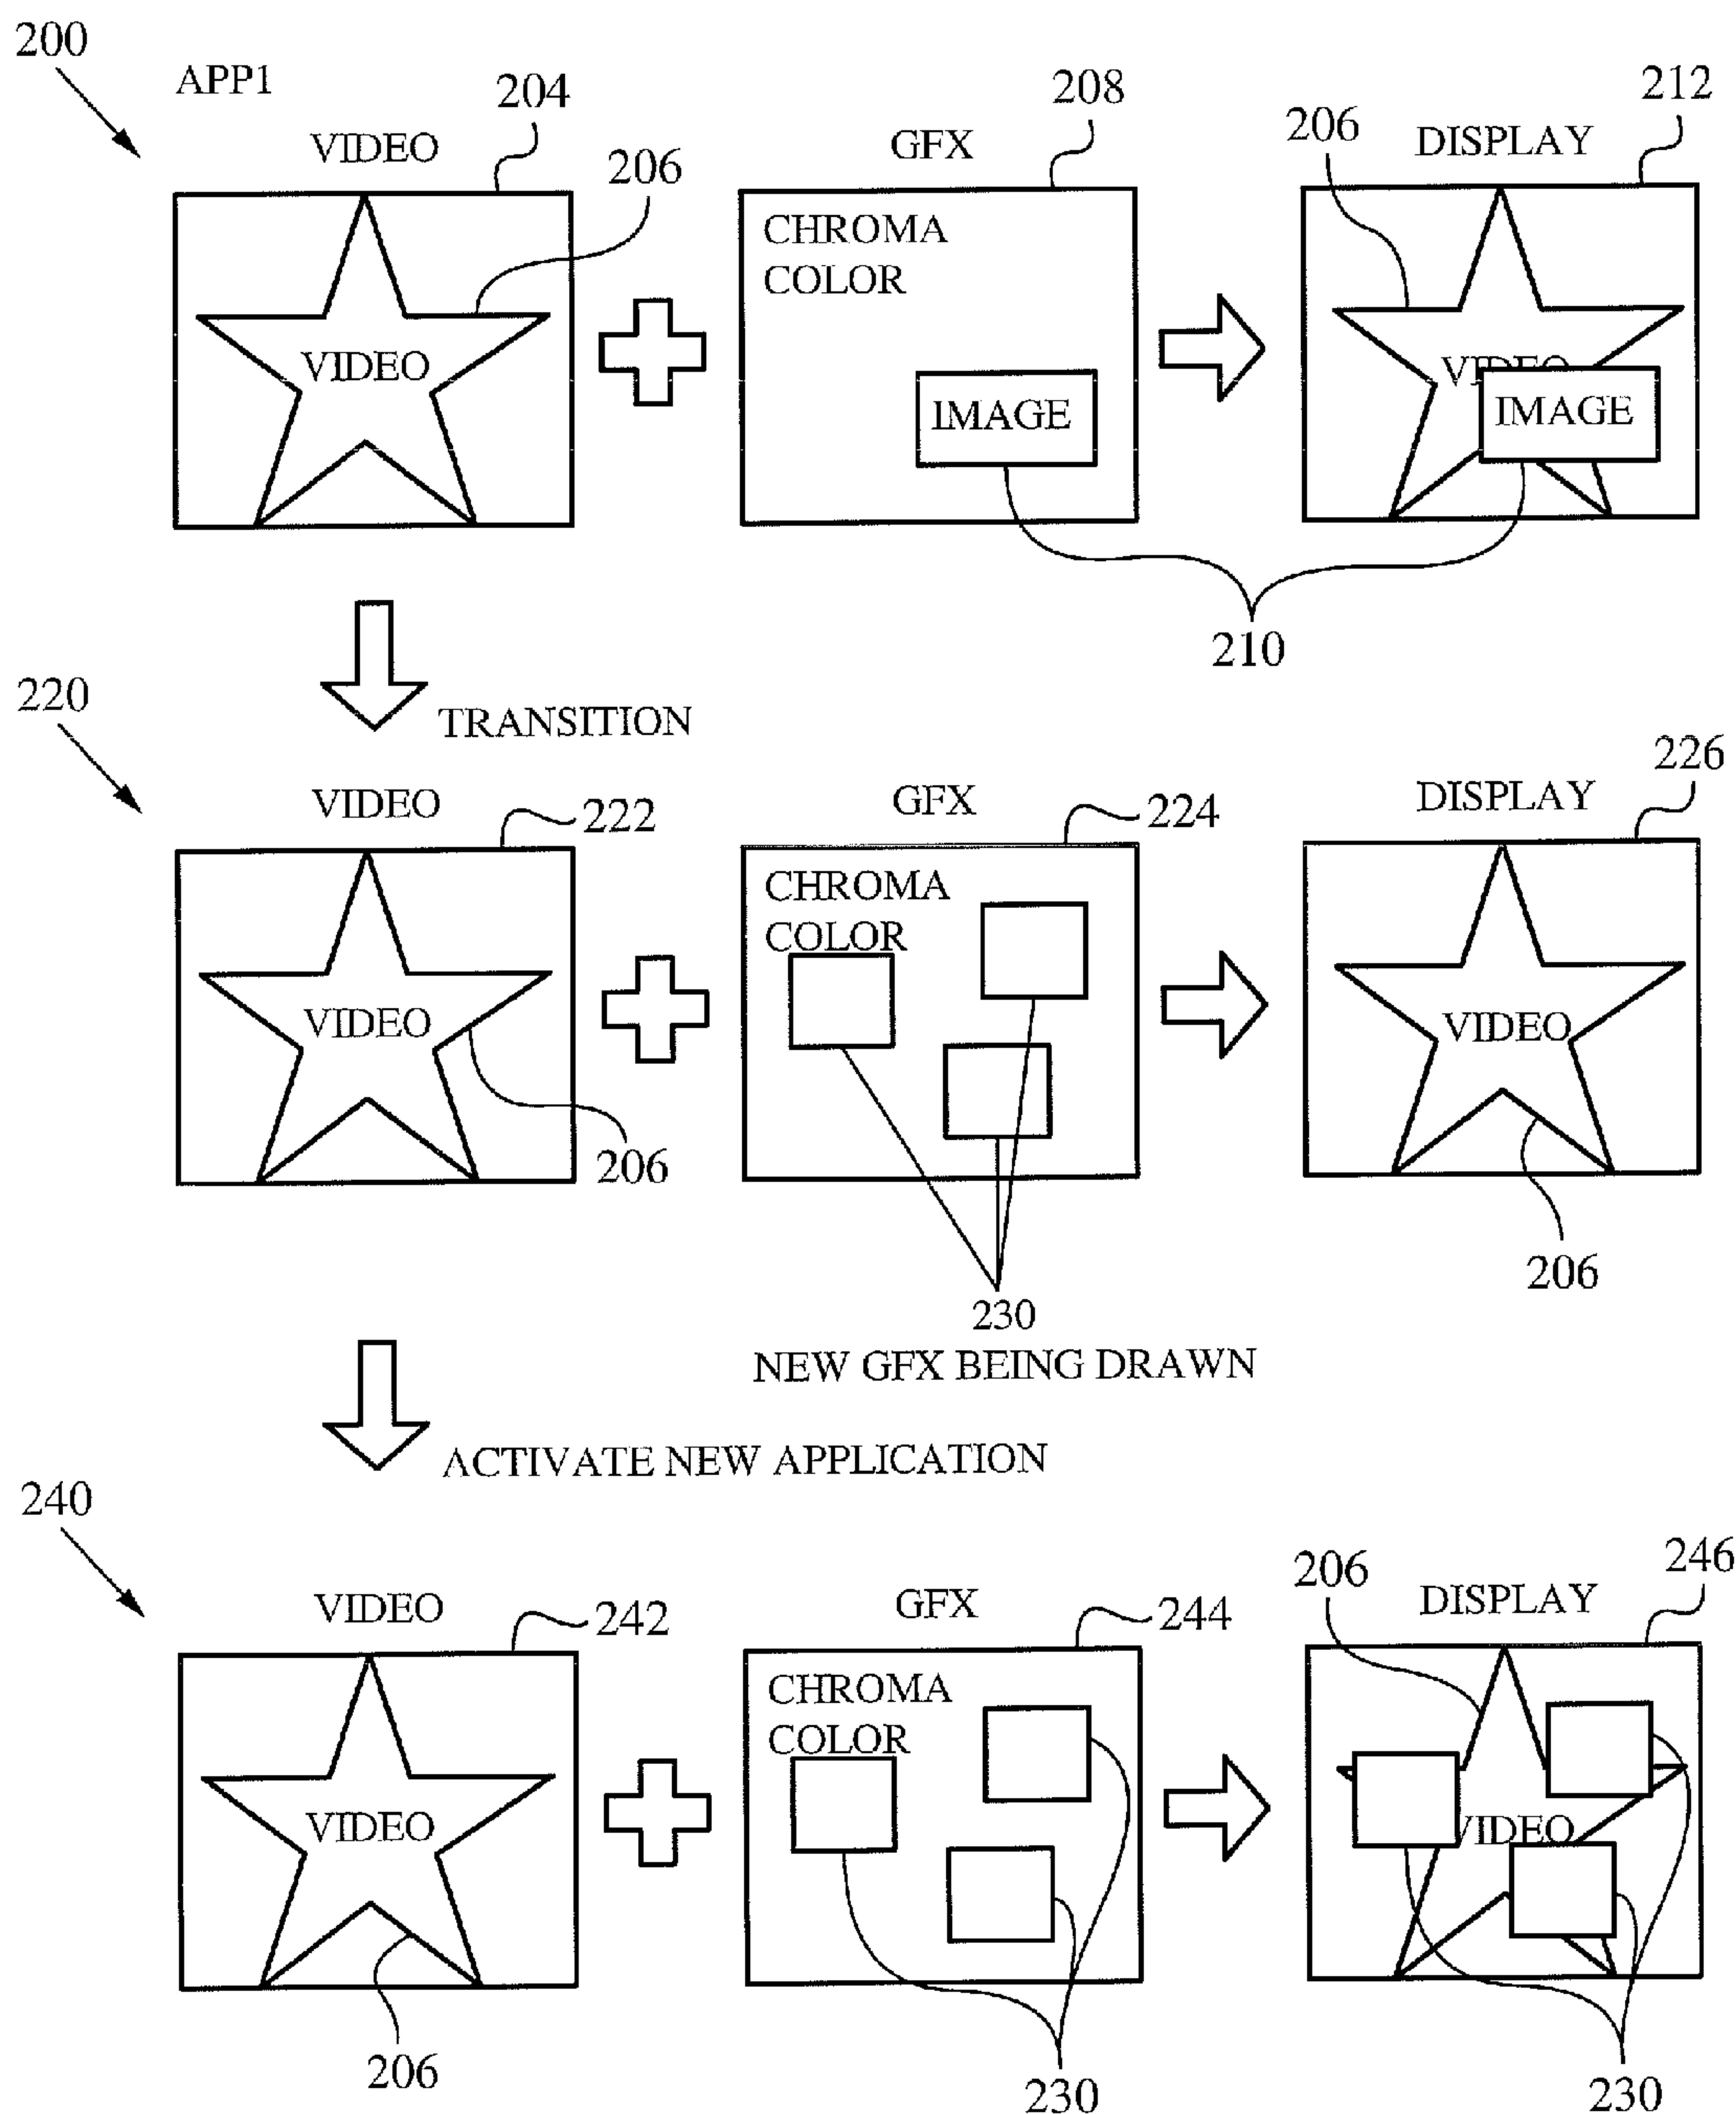 200
APP1
204
208
212
VIDEO
206
GFX
206
DISPLAY
CHROMA
COLOR
VIDEO
VIDEO
IMAGE
IMAGE
210
220
TRANSITION
226
VIDEO
222
GFX
224
DISPLAY
CHROMA
COLOR
VIDEO
VIDEO
206
206
230
NEW GFX BEING DRAWN
ACTIVATE NEW APPLICATION
240
206
246
VIDEO
242
GFX
244
DISPLAY
CHROMA
COLOR
VIDEO
VIDEO
206
230
230